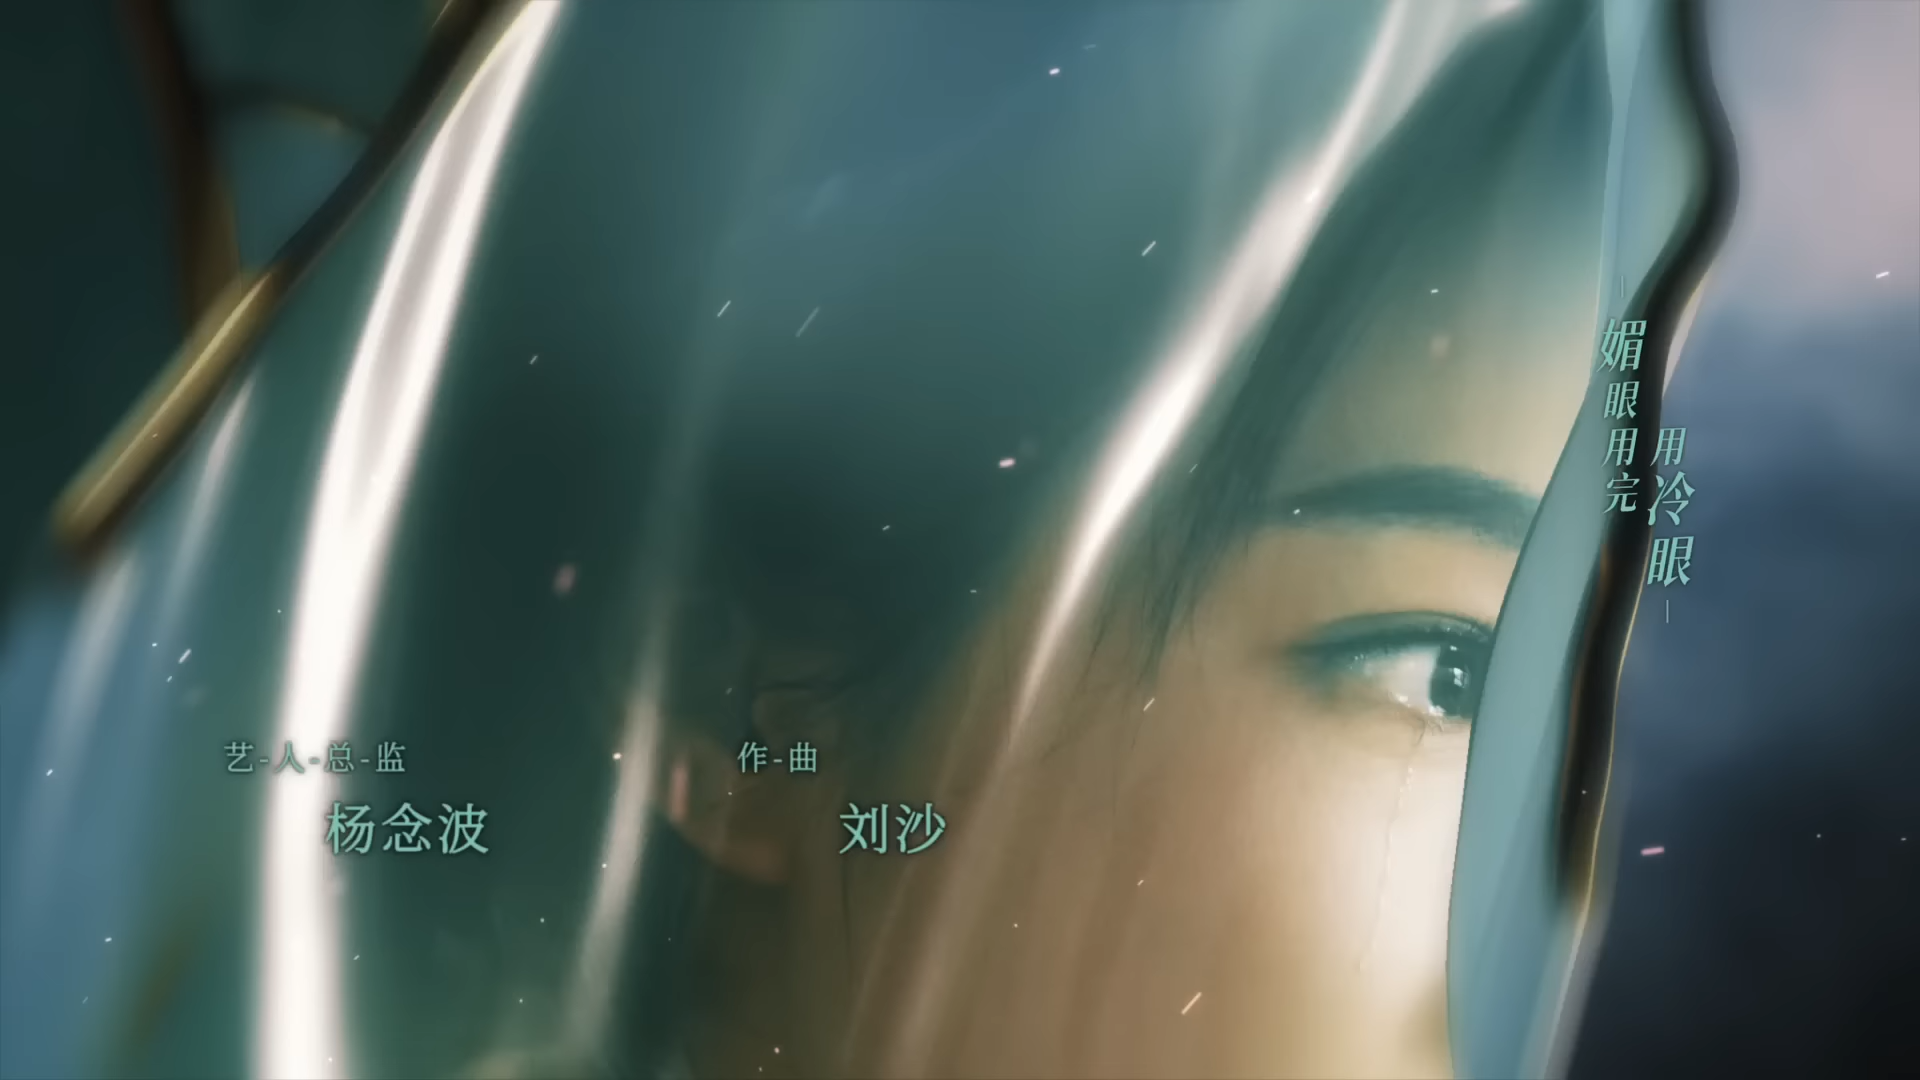 媚眼用完
用冷眼
艺-人-总-监
杨念波
作-曲
刘沙